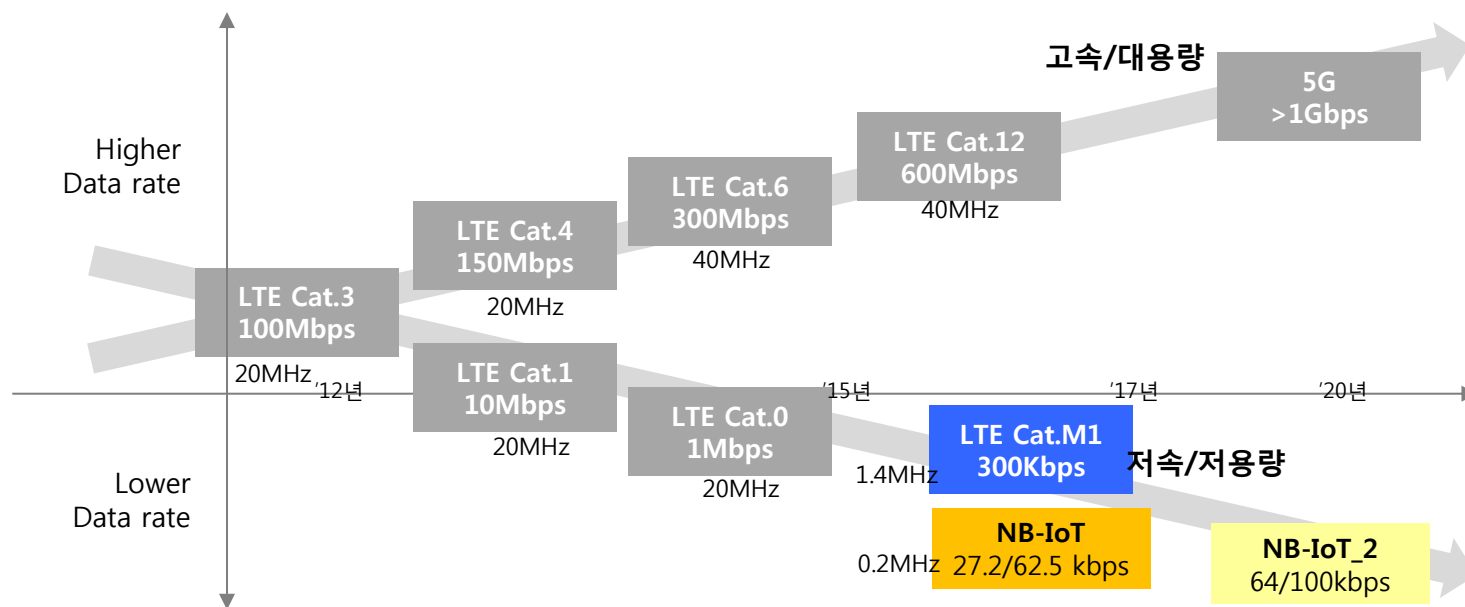 고속/대용량
5G
>1Gbps
Higher
Data rate
LTE Cat.12
600Mbps
40MHz
LTE Cat.6
300Mbps
40MHz
LTE Cat.4
150Mbps
20MHz
LTE Cat.3
100Mbps
20MHz
'12년
'15년
'17년
'20년
LTE Cat.1
10Mbps
20MHz
LTE Cat.0
1Mbps
20MHz
LTE Cat.M1
300Kbps
1.4MHz
저속/저용량
Lower
Data rate
NB-IoT
27.2/62.5 kbps
0.2MHz
NB-IoT_2
64/100kbps